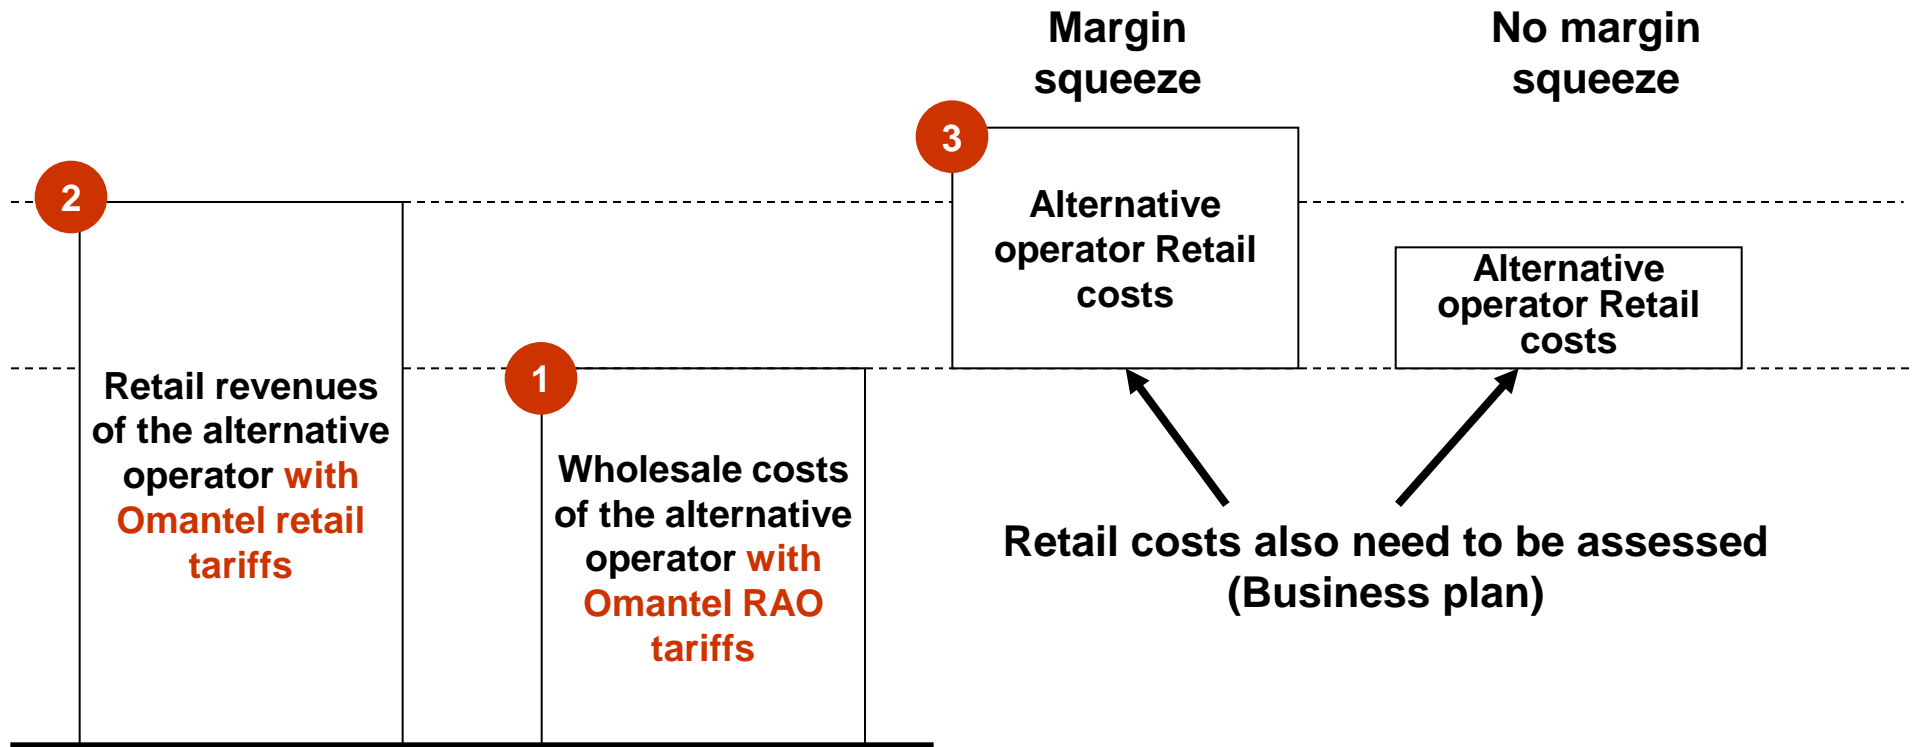 Margin
squeeze
No margin
squeeze
3
Alternative
operator Retail
costs
Alternative
operator Retail
costs
2
Retail revenues
of the alternative
operator with
Omantel retail
tariffs
1
Wholesale costs
of the alternative
operator with
Omantel RAO
tariffs
Retail costs also need to be assessed
(Business plan)